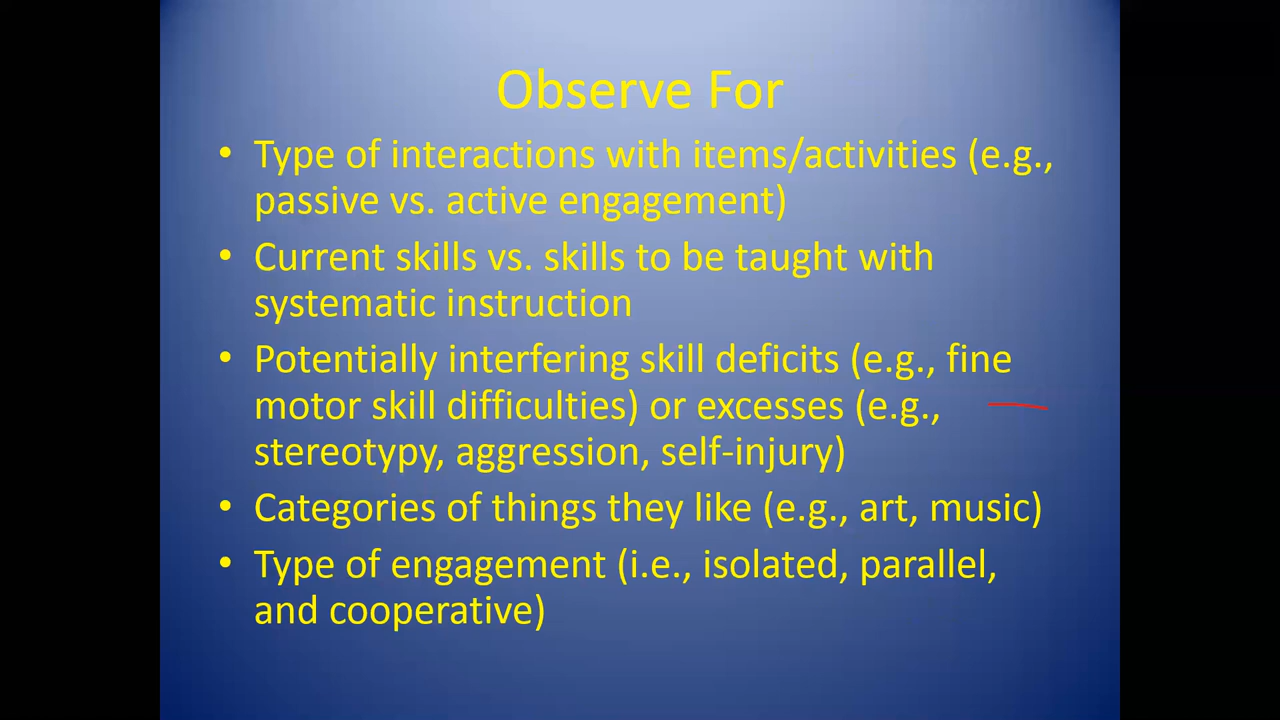 Observe For
• Type of interactions with items/activities (e.g.,
passive vs. active engagement)
• Current skills vs. skills to be taught with
systematic instruction
• Potentially interfering skill deficits (e.g., fine
motor skill difficulties) or excesses (e.g.,
stereotypy, aggression, self-injury)
• Categories of things they like (e.g., art, music)
• Type of engagement (i.e., isolated, parallel,
and cooperative)